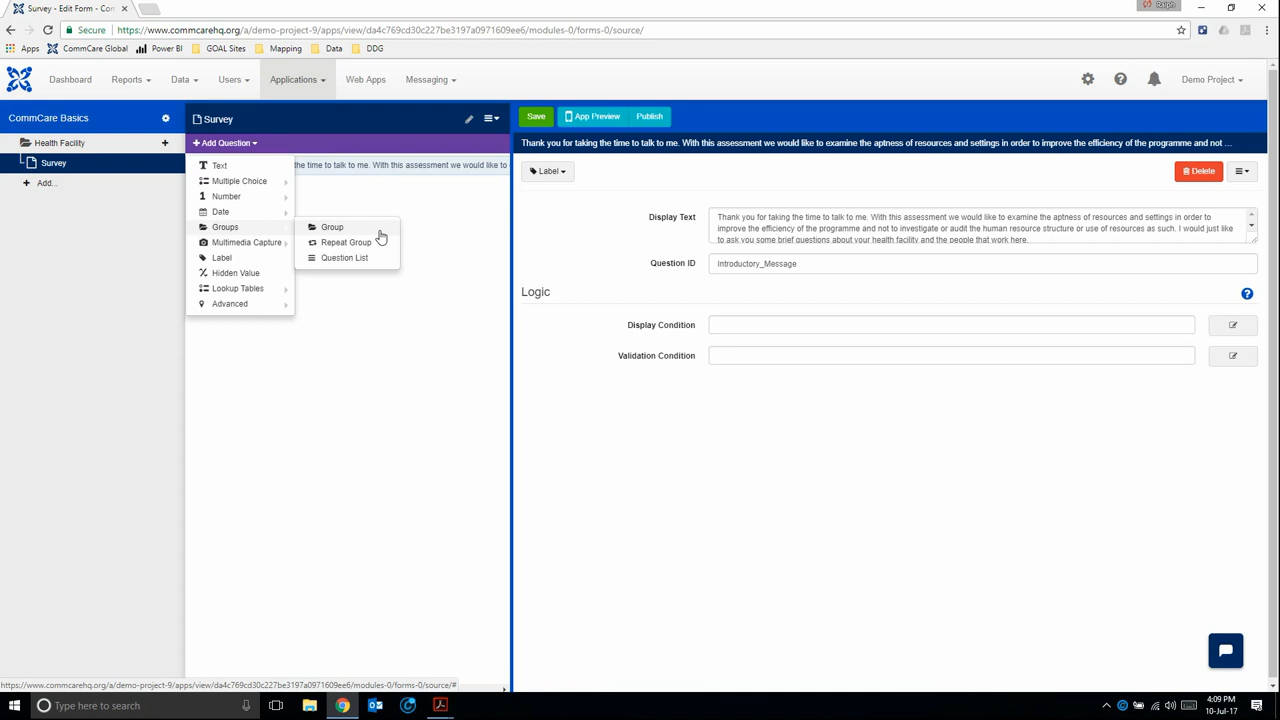 Survey - Edit Form - Com
Ralph
Secure
https://www.commcarehq.org/a/demo-project-9/apps/view/da4c769cd30c227be3197a0971609ee6/modules-0/forms-0/source/
Apps
CommCare Global
Power BI
GOAL Sites
Mapping
Data
DDG
Dashboard
Reports
Data
Users
Applications
Web Apps
Messaging
Demo Project
CommCare Basics
Survey
Save
App Preview
Publish
Health Facility
Add Question
Thank you for taking the time to talk to me. With this assessment we would like to examine the aptness of resources and settings in order to improve the efficiency of the programme and not ...
Survey
Text
the time to talk to me. With this assessment we would like to
Label
Delete
Add...
Multiple Choice
Number
Date
Groups
Group
Multimedia Capture
Repeat Group
Label
Question List
Hidden Value
Lookup Tables
Advanced
Display Text
Thank you for taking the time to talk to me. With this assessment we would like to examine the aptness of resources and settings in order to
improve the efficiency of the programme and not to investigate or audit the human resource structure or use of resources as such. I would just like
to ask you some brief questions about your health facility and the people that work here.
Question ID
Introductory_Message
Logic
Display Condition
Validation Condition
https://www.commcarehq.org/a/demo-project-9/apps/view/da4c769cd30c227be3197a0971609ee6/modules-0/forms-0/source/#
Type here to search
4:09 PM
10-Jul-17